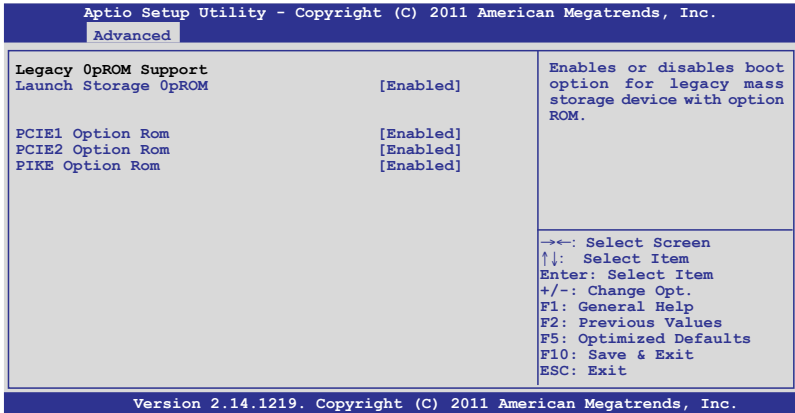 Aptio Setup Utility - Copyright (C) 2011 American Megatrends, Inc.
Advanced
Legacy 0pROM Support
Launch Storage 0pROM [Enabled]
PCIE1 Option Rom [Enabled]
PCIE2 Option Rom [Enabled]
PIKE Option Rom [Enabled]
Enables or disables boot
option for legacy mass
storage device with option
ROM.
→←: Select Screen
↑↓: Select Item
Enter: Select Item
+/-: Change Opt.
F1: General Help
F2: Previous Values
F5: Optimized Defaults
F10: Save & Exit
ESC: Exit
Version 2.14.1219. Copyright (C) 2011 American Megatrends, Inc.